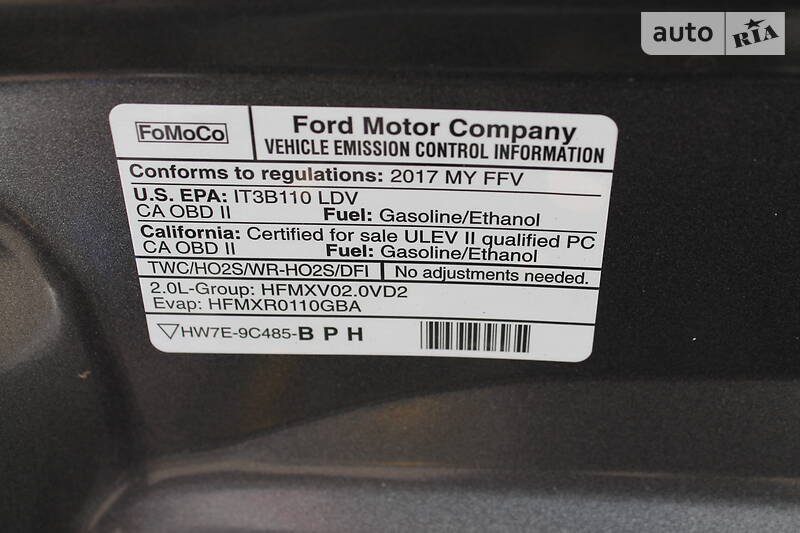 auto RIA
FoMoCo
Ford Motor Company
VEHICLE EMISSION CONTROL INFORMATION
Conforms to regulations: 2017 MY FFV
U.S. EPA: IT3B110 LDV
CA OBD II Fuel: Gasoline/Ethanol
California: Certified for sale ULEV II qualified PC
CA OBD II Fuel: Gasoline/Ethanol
TWC/HO2S/WR-HO2S/DFI No adjustments needed.
2.0L-Group: HFMXV02.0VD2
Evap: HFMXR0110GBA
HW7E-9C485-B P H